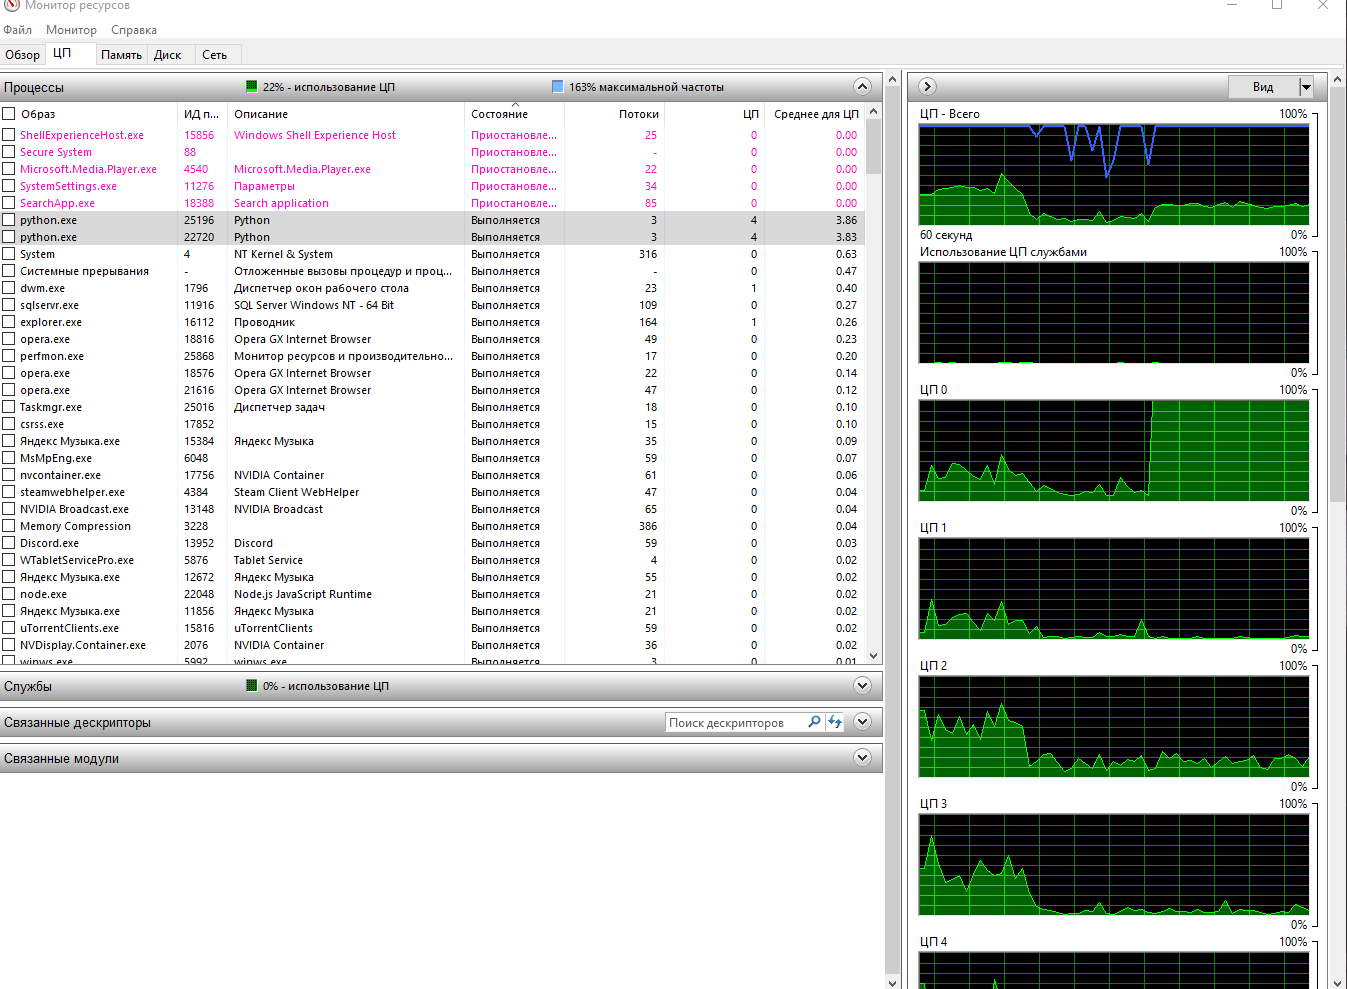 Монитор ресурсов
Файл Монитор Справка
Обзор ЦП Память Диск Сеть
Процессы 22% - использование ЦП 163% максимальной частоты
Образ ИД п... Описание Состояние Потоки ЦП Среднее для ЦП
ShellExperienceHost.exe 15856 Windows Shell Experience Host Приостановле... 25 0 0.00
Secure System 88 Приостановле... - 0 0.00
Microsoft.Media.Player.exe 4540 Microsoft.Media.Player.exe Приостановле... 22 0 0.00
SystemSettings.exe 11276 Параметры Приостановле... 34 0 0.00
SearchApp.exe 18388 Search application Приостановле... 85 0 0.00
python.exe 25196 Python Выполняется 3 4 3.86
python.exe 22720 Python Выполняется 3 4 3.83
System 4 NT Kernel & System Выполняется 316 0 0.63
Системные прерывания - Отложенные вызовы процедур и проц... Выполняется - 0 0.47
dwm.exe 1796 Диспетчер окон рабочего стола Выполняется 23 1 0.40
sqlservr.exe 11916 SQL Server Windows NT - 64 Bit Выполняется 109 0 0.27
explorer.exe 16112 Проводник Выполняется 164 1 0.26
opera.exe 18816 Opera GX Internet Browser Выполняется 49 0 0.23
perfmon.exe 25868 Монитор ресурсов и производительно... Выполняется 17 0 0.20
opera.exe 18576 Opera GX Internet Browser Выполняется 22 0 0.14
opera.exe 21616 Opera GX Internet Browser Выполняется 47 0 0.12
Taskmgr.exe 25016 Диспетчер задач Выполняется 18 0 0.10
csrss.exe 17852 Выполняется 15 0 0.10
Яндекс Музыка.exe 15384 Яндекс Музыка Выполняется 35 0 0.09
MsMpEng.exe 6048 Выполняется 59 0 0.07
nvcontainer.exe 17756 NVIDIA Container Выполняется 61 0 0.06
steamwebhelper.exe 4384 Steam Client WebHelper Выполняется 47 0 0.04
NVIDIA Broadcast.exe 13148 NVIDIA Broadcast Выполняется 65 0 0.04
Memory Compression 3228 Выполняется 386 0 0.04
Discord.exe 13952 Discord Выполняется 59 0 0.03
WTabletServicePro.exe 5876 Tablet Service Выполняется 4 0 0.02
Яндекс Музыка.exe 12672 Яндекс Музыка Выполняется 55 0 0.02
node.exe 22048 Node.js JavaScript Runtime Выполняется 21 0 0.02
Яндекс Музыка.exe 11856 Яндекс Музыка Выполняется 21 0 0.02
uTorrentClients.exe 15816 uTorrentClients Выполняется 59 0 0.02
NVDisplay.Container.exe 2076 NVIDIA Container Выполняется 36 0 0.02
winws.exe 5992 winws.exe Выполняется 3 0 0.01
Службы 0% - использование ЦП
Связанные дескрипторы Поиск дескрипторов
Связанные модули
Вид
ЦП - Всего 100%
60 секунд 0%
Использование ЦП службами 100%
0%
ЦП 0 100%
0%
ЦП 1 100%
0%
ЦП 2 100%
0%
ЦП 3 100%
0%
ЦП 4 100%